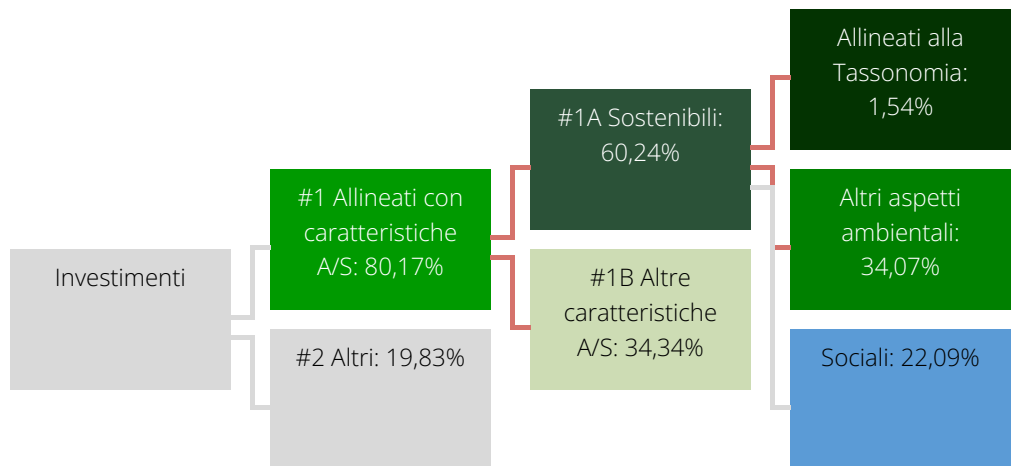 Investimenti
#1 Allineati con
caratteristiche
A/S: 80,17%
#2 Altri: 19,83%
#1A Sostenibili:
60,24%
#1B Altre
caratteristiche
A/S: 34,34%
Allineati alla
Tassonomia:
1,54%
Altri aspetti
ambientali:
34,07%
Sociali: 22,09%